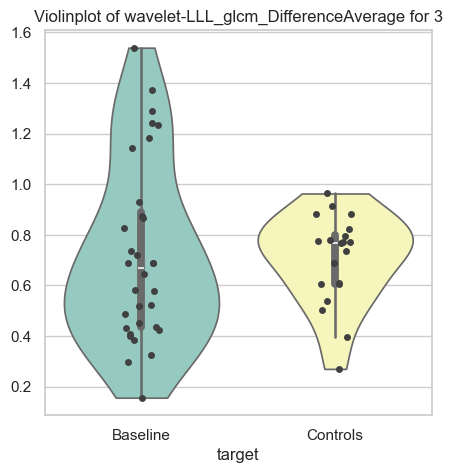 Violinplot of wavelet-LLL_glcm_DifferenceAverage for 3
1.6
1.4
1.2
1.0
0.8
0.6
0.4
0.2
Baseline Controls
target